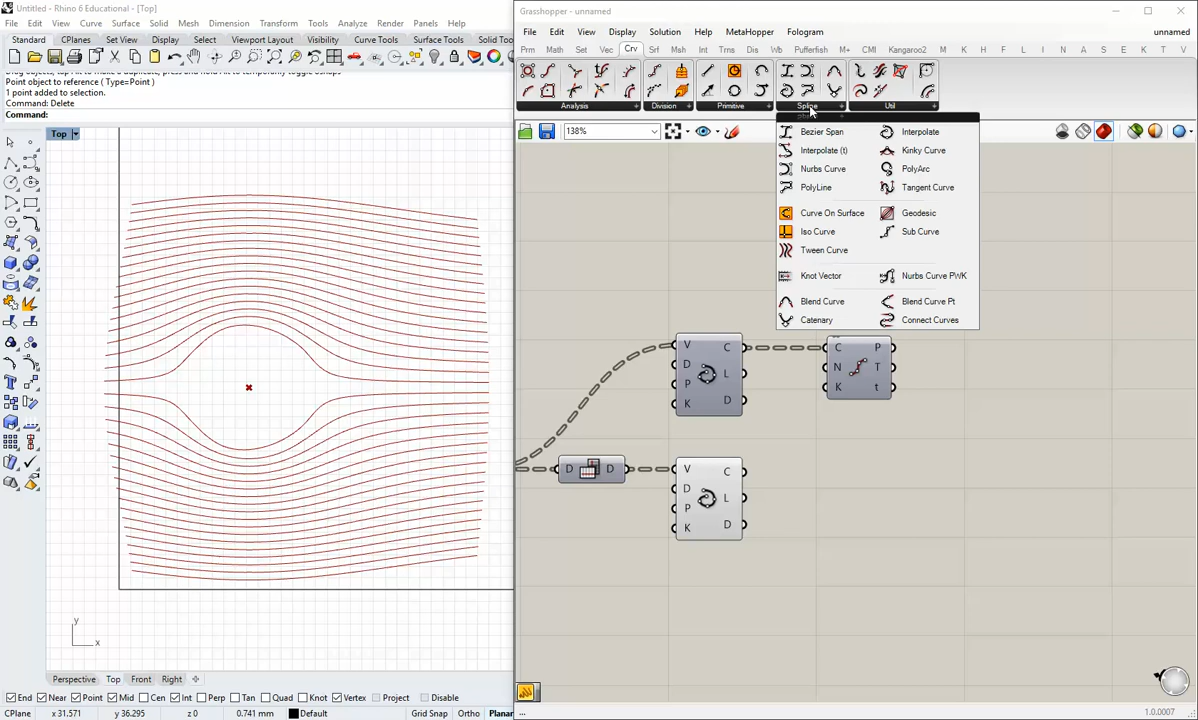 Untitled - Rhino 6 Educational - [Top]
File Edit View Curve Surface Solid Mesh Dimension Transform Tools Analyze Render Panels Help
Standard CPlanes Set View Display Select Viewport Layout Visibility Curve Tools Surface Tools Solid To
Point object to reference ( Type=Point )
1 point added to selection.
Command: Delete
Command:
Top
y
x
Perspective Top Front Right
End Near Point Mid Cen Int Perp Tan Quad Knot Vertex Project Disable
CPlane x 31.571 y 36.295 z 0 0.741 mm Default Grid Snap Ortho Planar
Grasshopper - unnamed
File Edit View Display Solution Help MetaHopper Fologram unnamed
Prm Math Set Vec Crv Srf Msh Int Trns Dis Wb Pufferfish M+ CMI Kangaroo2 M C H F E D W V M H K L I N A S F T E G B P
Analysis Division Primitive Spline Util
138%
Bezier Span Interpolate
Interpolate (t) Kinky Curve
Nurbs Curve PolyArc
PolyLine Tangent Curve
Curve On Surface Geodesic
Iso Curve Sub Curve
Tween Curve
Knot Vector Nurbs Curve PWK
Blend Curve Blend Curve Pt
Catenary Connect Curves
V C
D L
P
K D
C P
N T
K t
D D
V C
D L
P
K D
...
1.0.0007